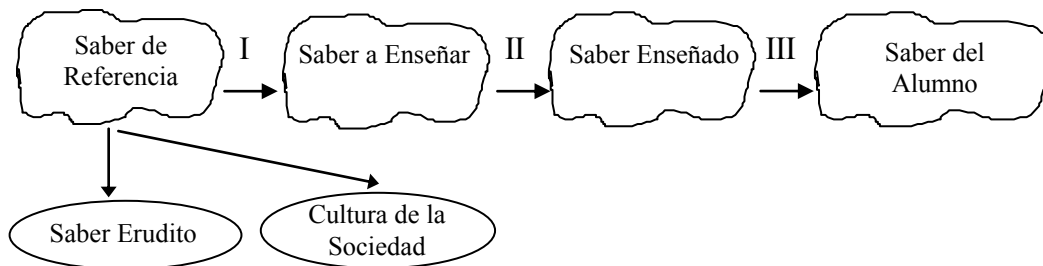 Saber de
Referencia
I
Saber a Enseñar
II
Saber Enseñado
III
Saber del
Alumno
Saber Erudito
Cultura de la
Sociedad